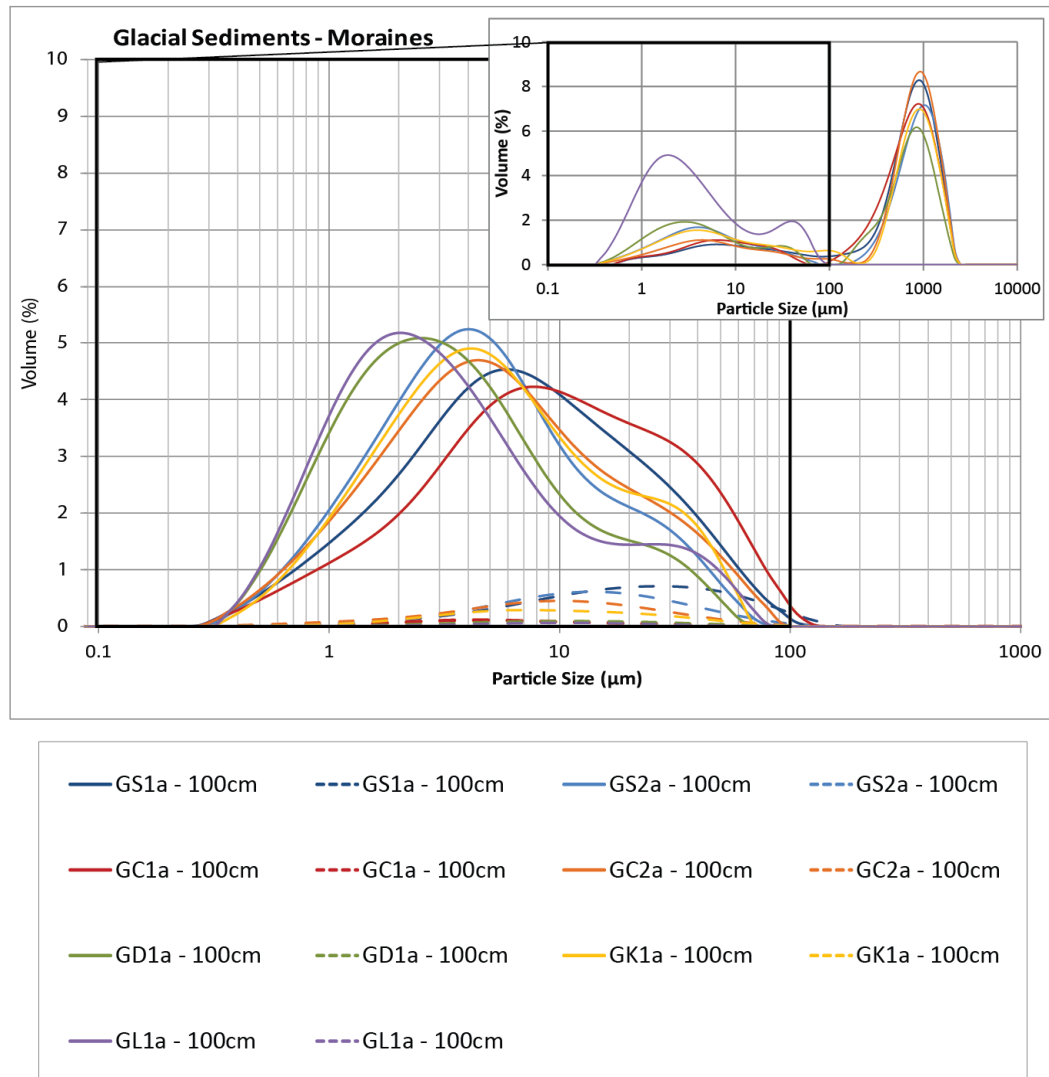 Glacial Sediments - Moraines
10
9
8
7
6
5
4
3
2
1
0
Volume (%)
0.1 1 10 100 1000
Particle Size (µm)
10
8
6
4
2
0
Volume (%)
0.1 1 10 100 1000 10000
Particle Size (µm)
GS1a - 100cm GS1a - 100cm GS2a - 100cm GS2a - 100cm
GC1a - 100cm GC1a - 100cm GC2a - 100cm GC2a - 100cm
GD1a - 100cm GD1a - 100cm GK1a - 100cm GK1a - 100cm
GL1a - 100cm GL1a - 100cm